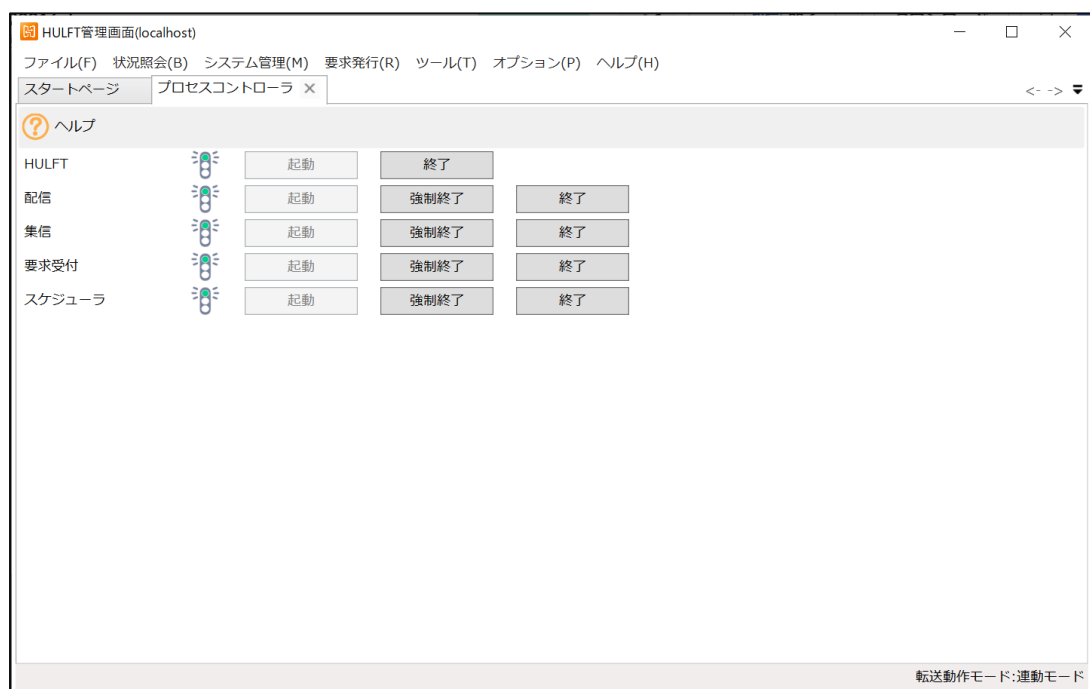 HULFT管理画面(localhost)
ファイル(F) 状況照会(B) システム管理(M) 要求発行(R) ツール(T) オプション(P) ヘルプ(H)
スタートページ プロセスコントローラ
<- ->
ヘルプ
HULFT 起動 終了
配信 起動 強制終了 終了
集信 起動 強制終了 終了
要求受付 起動 強制終了 終了
スケジューラ 起動 強制終了 終了
転送動作モード:連動モード